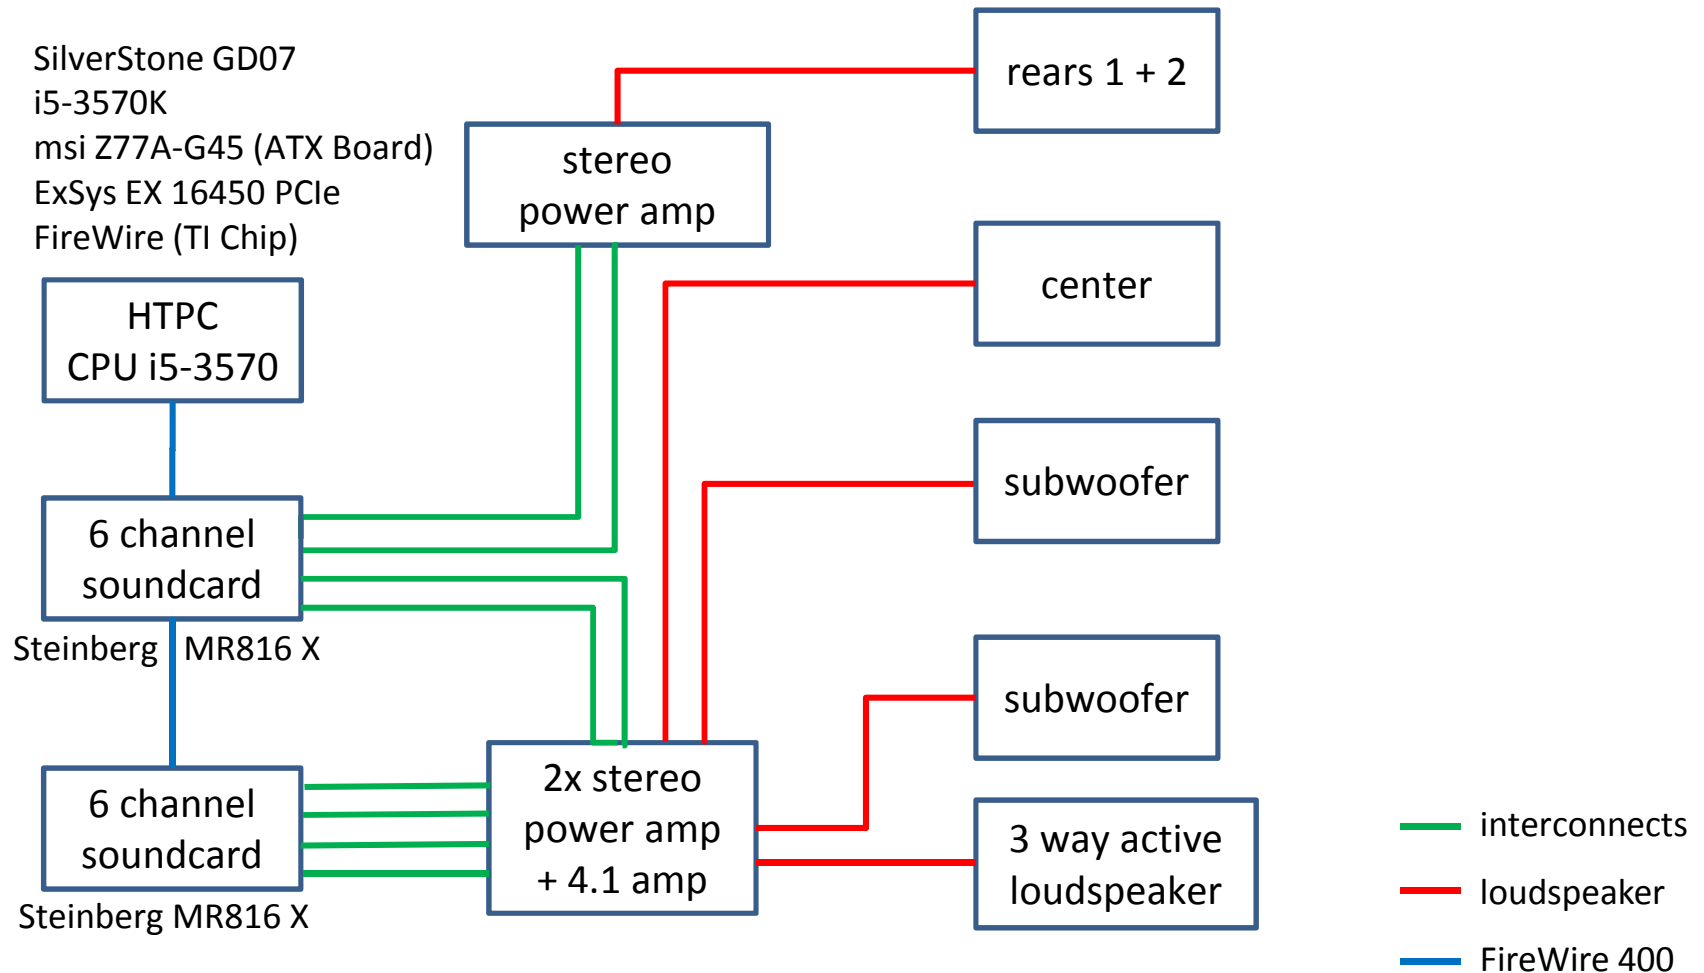 SilverStone GD07
i5-3570K
msi Z77A-G45 (ATX Board)
ExSys EX 16450 PCIe
FireWire (TI Chip)
HTPC
CPU i5-3570
6 channel
soundcard
Steinberg MR816 X
6 channel
soundcard
Steinberg MR816 X
stereo
power amp
2x stereo
power amp
+ 4.1 amp
rears 1 + 2
center
subwoofer
subwoofer
3 way active
loudspeaker
interconnects
loudspeaker
FireWire 400